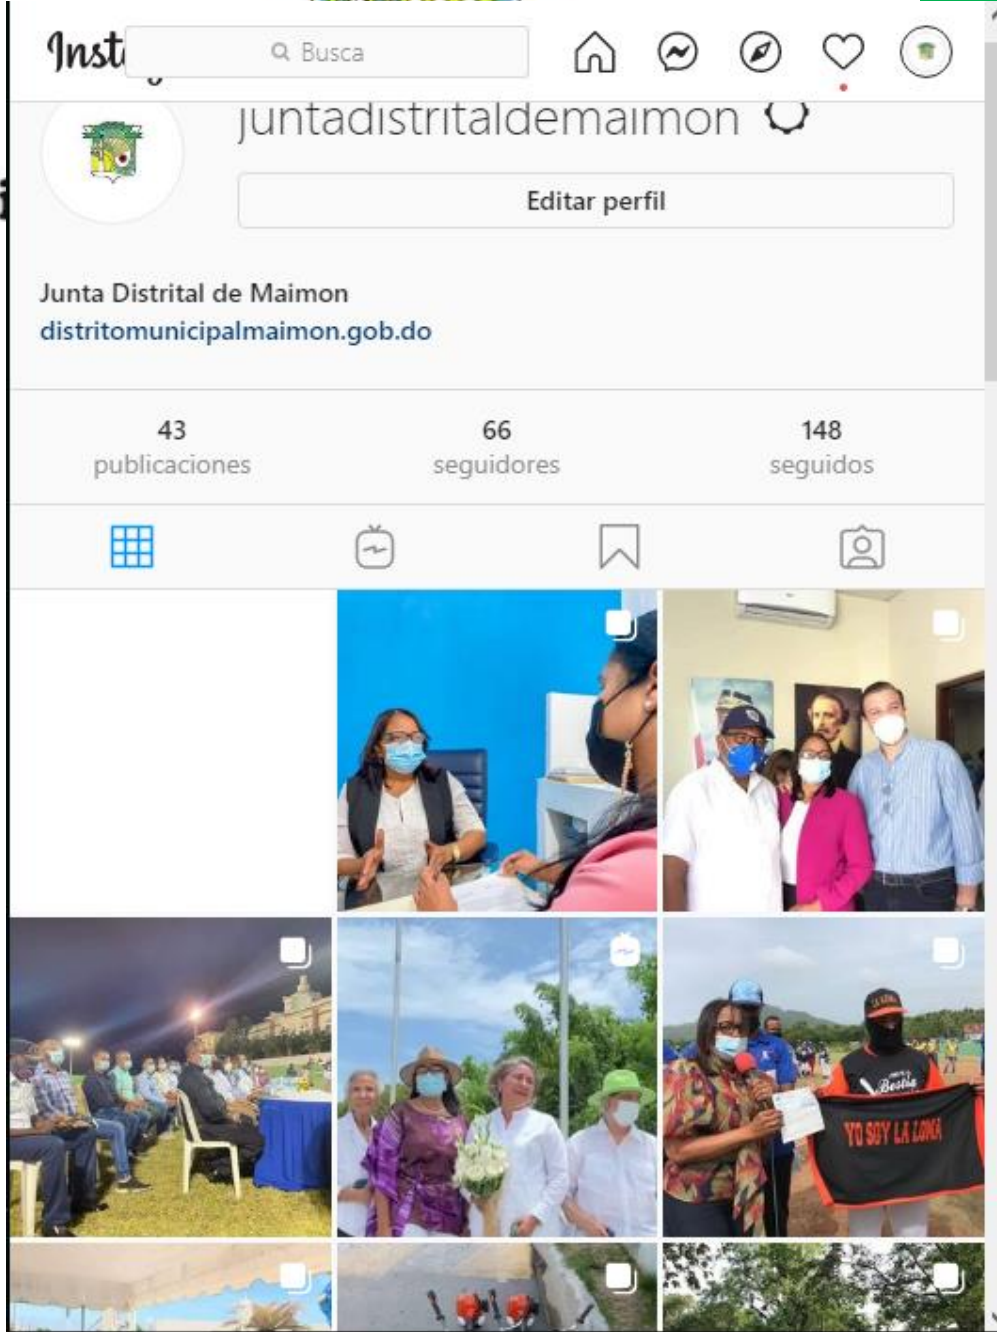 Inst
Busca
juntadistritaldemaimon
Editar perfil
Junta Distrital de Maimon
distritomunicipalmaimon.gob.do
43
publicaciones
66
seguidores
148
seguidos
Bestia
YO SOY LA LOMA